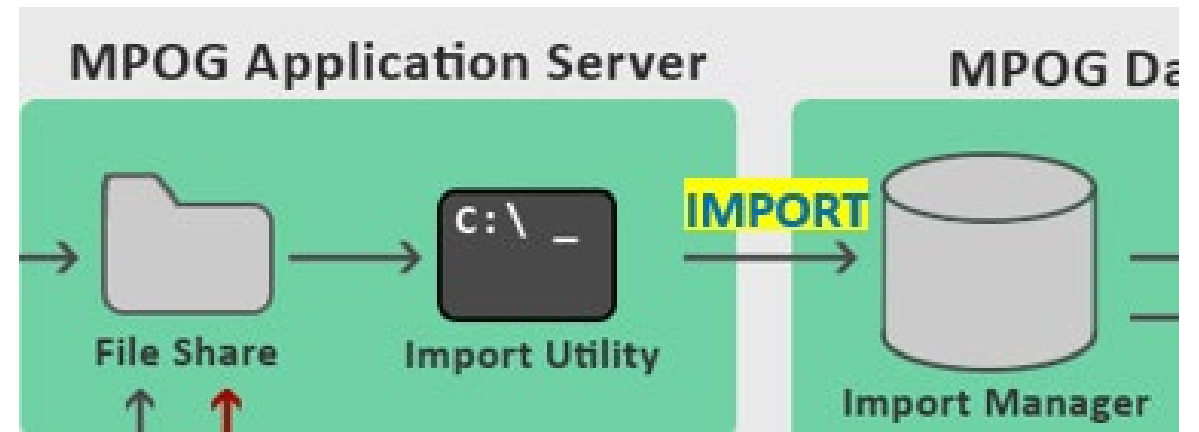 MPOG Application Server
MPOG Da
IMPORT
C:\ _
File Share
Import Utility
Import Manager